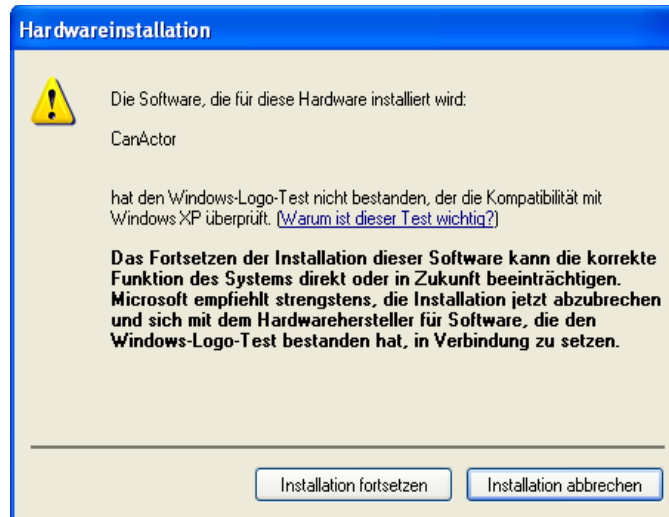 Hardwareinstallation
Die Software, die für diese Hardware installiert wird:
CanActor
hat den Windows-Logo-Test nicht bestanden, der die Kompatibilität mit
Windows XP überprüft. (Warum ist dieser Test wichtig?)
Das Fortsetzen der Installation dieser Software kann die korrekte
Funktion des Systems direkt oder in Zukunft beeinträchtigen.
Microsoft empfiehlt strengstens, die Installation jetzt abzubrechen
und sich mit dem Hardwarehersteller für Software, die den
Windows-Logo-Test bestanden hat, in Verbindung zu setzen.
Installation fortsetzen Installation abbrechen